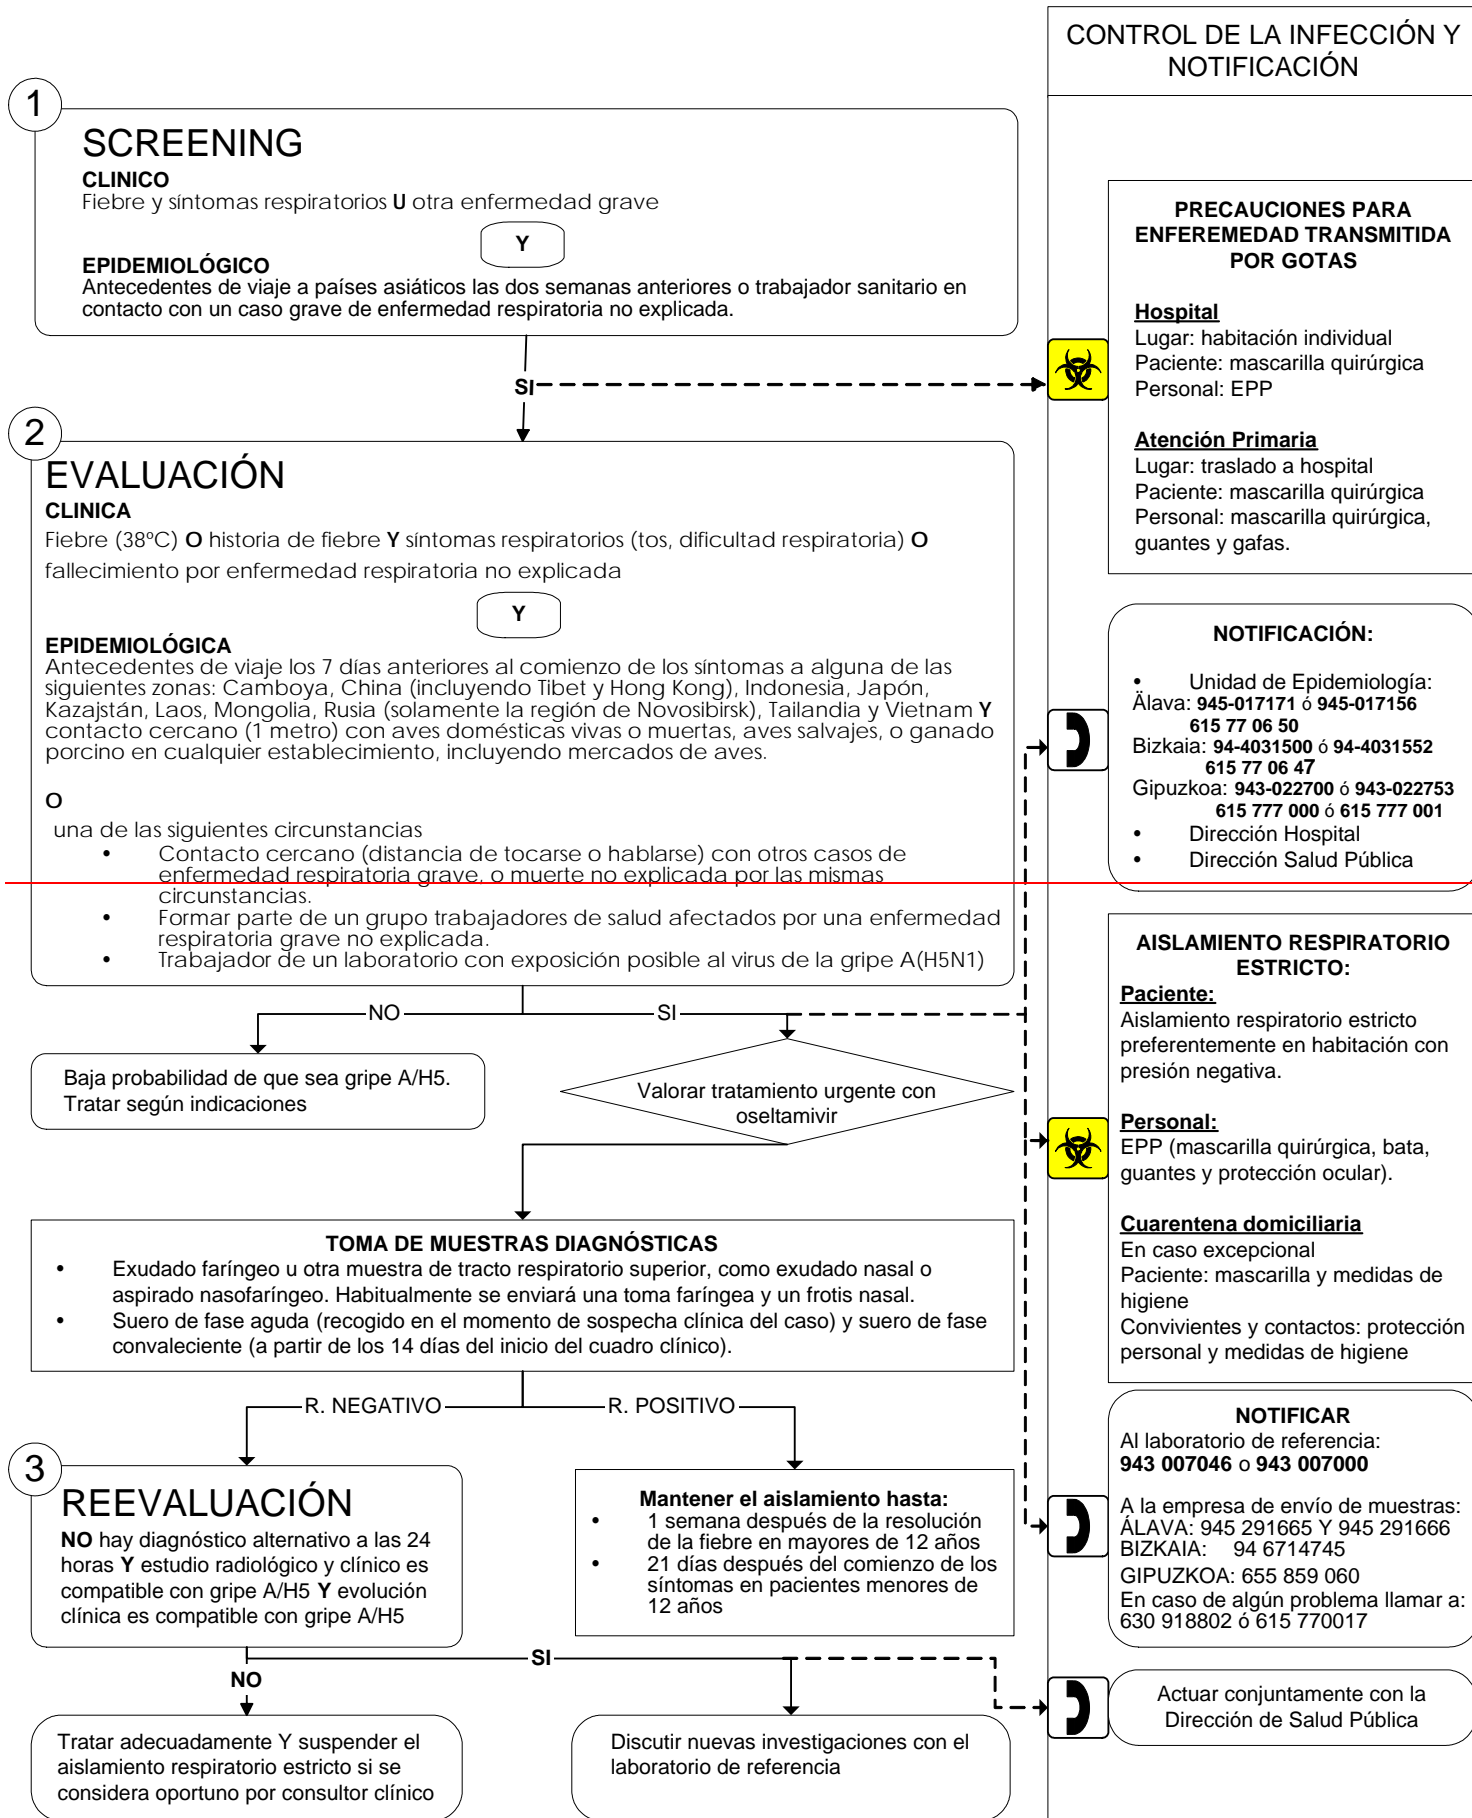 CONTROL DE LA INFECCIÓN Y
NOTIFICACIÓN
1
SCREENING
CLINICO
Fiebre y síntomas respiratorios U otra enfermedad grave
Y
EPIDEMIOLÓGICO
Antecedentes de viaje a países asiáticos las dos semanas anteriores o trabajador sanitario en
contacto con un caso grave de enfermedad respiratoria no explicada.
SI
PRECAUCIONES PARA
ENFEREMEDAD TRANSMITIDA
POR GOTAS
Hospital
Lugar: habitación individual
Paciente: mascarilla quirúrgica
Personal: EPP
Atención Primaria
Lugar: traslado a hospital
Paciente: mascarilla quirúrgica
Personal: mascarilla quirúrgica,
guantes y gafas.
2
EVALUACIÓN
CLINICA
Fiebre (38ºC) O historia de fiebre Y síntomas respiratorios (tos, dificultad respiratoria) O
fallecimiento por enfermedad respiratoria no explicada
Y
EPIDEMIOLÓGICA
Antecedentes de viaje los 7 días anteriores al comienzo de los síntomas a alguna de las
siguientes zonas: Camboya, China (incluyendo Tibet y Hong Kong), Indonesia, Japón,
Kazajstán, Laos, Mongolia, Rusia (solamente la región de Novosibirsk), Tailandia y Vietnam Y
contacto cercano (1 metro) con aves domésticas vivas o muertas, aves salvajes, o ganado
porcino en cualquier establecimiento, incluyendo mercados de aves.
O
una de las siguientes circunstancias
• Contacto cercano (distancia de tocarse o hablarse) con otros casos de
enfermedad respiratoria grave, o muerte no explicada por las mismas
circunstancias.
• Formar parte de un grupo trabajadores de salud afectados por una enfermedad
respiratoria grave no explicada.
• Trabajador de un laboratorio con exposición posible al virus de la gripe A(H5N1)
NOTIFICACIÓN:
• Unidad de Epidemiología:
Älava: 945-017171 ó 945-017156
615 77 06 50
Bizkaia: 94-4031500 ó 94-4031552
615 77 06 47
Gipuzkoa: 943-022700 ó 943-022753
615 777 000 ó 615 777 001
• Dirección Hospital
• Dirección Salud Pública
NO
SI
Baja probabilidad de que sea gripe A/H5.
Tratar según indicaciones
Valorar tratamiento urgente con
oseltamivir
AISLAMIENTO RESPIRATORIO
ESTRICTO:
Paciente:
Aislamiento respiratorio estricto
preferentemente en habitación con
presión negativa.
Personal:
EPP (mascarilla quirúrgica, bata,
guantes y protección ocular).
Cuarentena domiciliaria
En caso excepcional
Paciente: mascarilla y medidas de
higiene
Convivientes y contactos: protección
personal y medidas de higiene
TOMA DE MUESTRAS DIAGNÓSTICAS
• Exudado faríngeo u otra muestra de tracto respiratorio superior, como exudado nasal o
aspirado nasofaríngeo. Habitualmente se enviará una toma faríngea y un frotis nasal.
• Suero de fase aguda (recogido en el momento de sospecha clínica del caso) y suero de fase
convaleciente (a partir de los 14 días del inicio del cuadro clínico).
R. NEGATIVO
R. POSITIVO
3
REEVALUACIÓN
NO hay diagnóstico alternativo a las 24
horas Y estudio radiológico y clínico es
compatible con gripe A/H5 Y evolución
clínica es compatible con gripe A/H5
Mantener el aislamiento hasta:
• 1 semana después de la resolución
de la fiebre en mayores de 12 años
• 21 días después del comienzo de los
síntomas en pacientes menores de
12 años
NOTIFICAR
Al laboratorio de referencia:
943 007046 o 943 007000
A la empresa de envío de muestras:
ÁLAVA: 945 291665 Y 945 291666
BIZKAIA: 94 6714745
GIPUZKOA: 655 859 060
En caso de algún problema llamar a:
630 918802 ó 615 770017
SI
NO
Tratar adecuadamente Y suspender el
aislamiento respiratorio estricto si se
considera oportuno por consultor clínico
Discutir nuevas investigaciones con el
laboratorio de referencia
Actuar conjuntamente con la
Dirección de Salud Pública